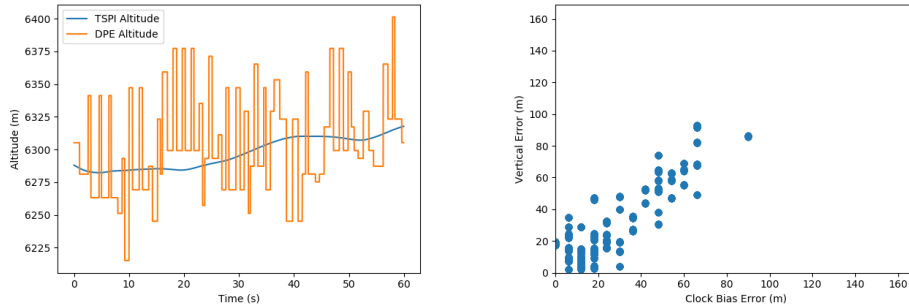 TSPI Altitude
DPE Altitude
6400
6375
6350
6325
6300
6275
6250
6225
Altitude (m)
0 10 20 30 40 50 60
Time (s)
160
140
120
100
80
60
40
20
0
Vertical Error (m)
0 20 40 60 80 100 120 140 160
Clock Bias Error (m)